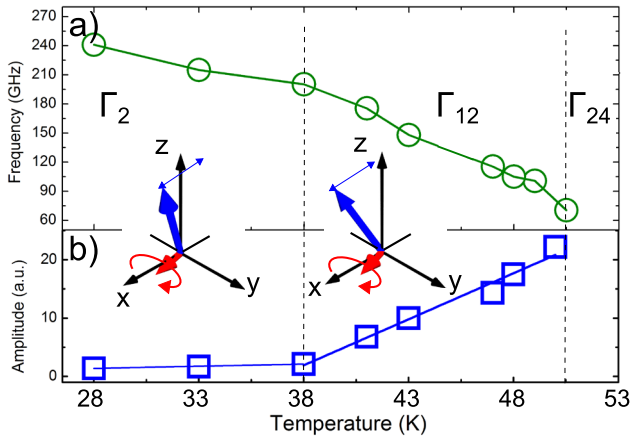 a)
Frequency (GHz)
270
240
210
180
150
120
90
60
Γ2
Γ12
Γ24
z
y
x
z
y
x
b)
Amplitude (a.u.)
20
10
0
28 33 38 43 48 53
Temperature (K)